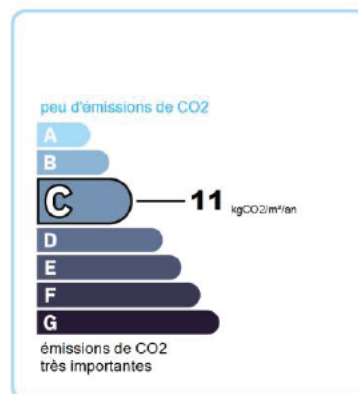 peu d'émissions de CO2
A
B
C 11 kgCO2/m²/an
D
E
F
G
émissions de CO2
très importantes